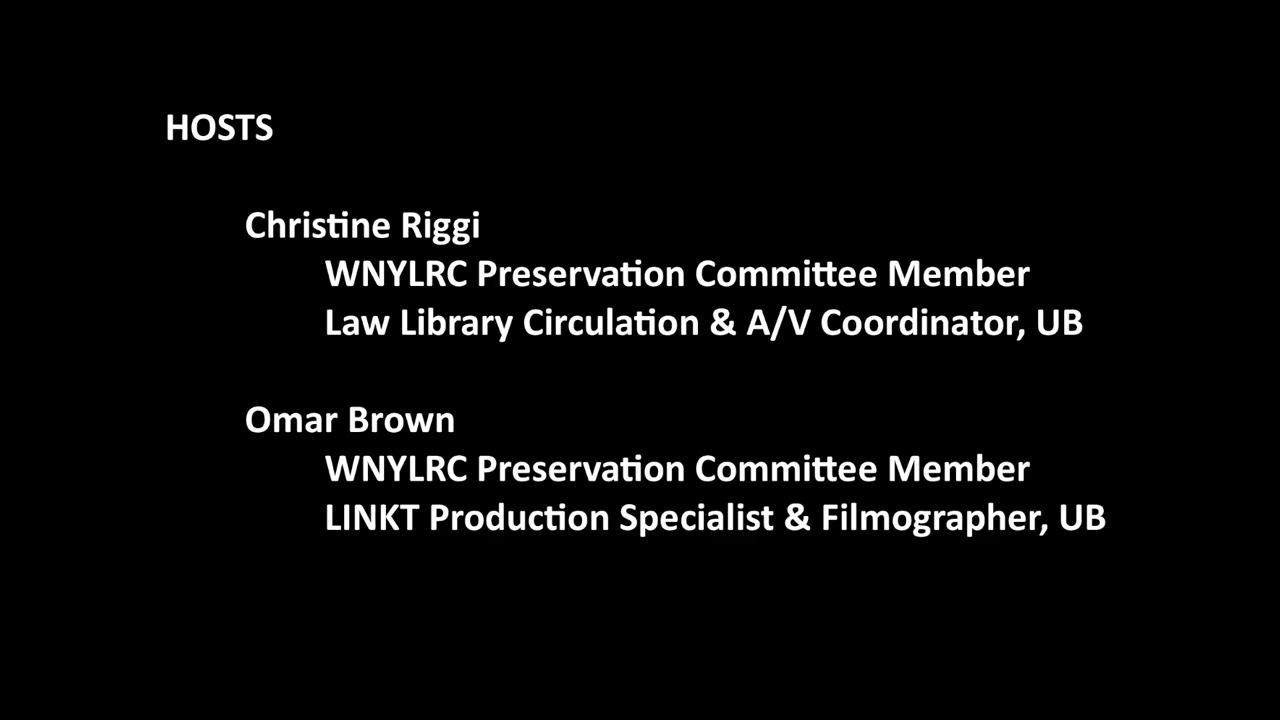 HOSTS
Christine Riggi
WNYLRC Preservation Committee Member
Law Library Circulation & A/V Coordinator, UB
Omar Brown
WNYLRC Preservation Committee Member
LINKT Production Specialist & Filmographer, UB